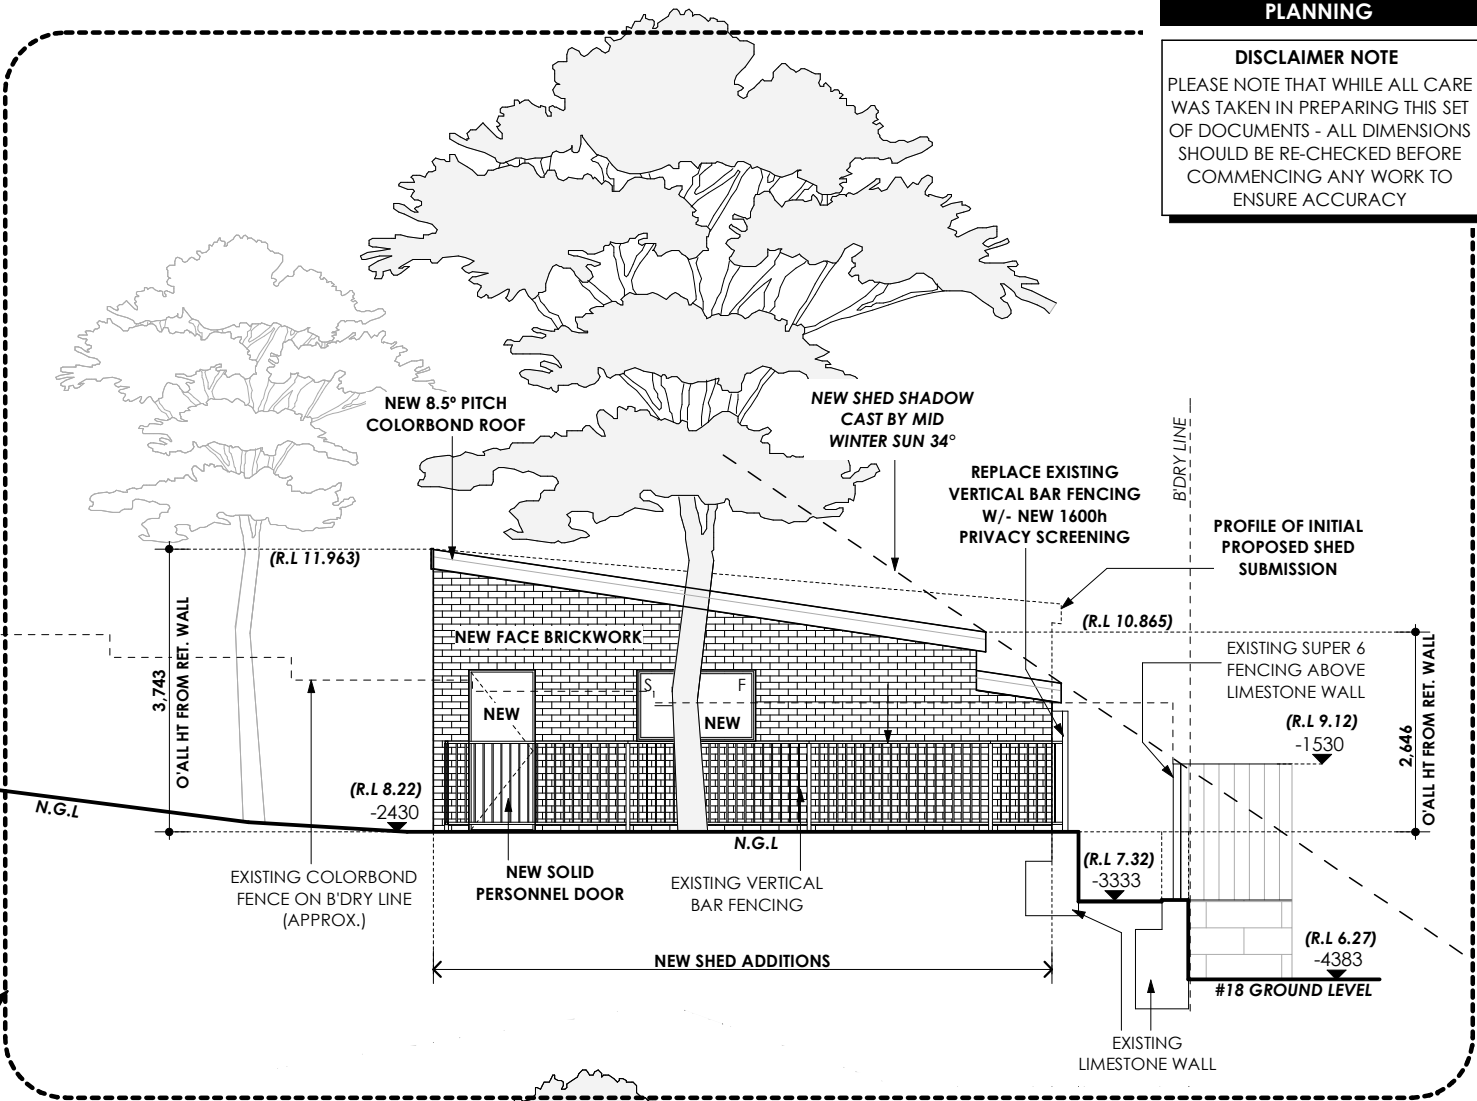 PLANNING
DISCLAIMER NOTE
PLEASE NOTE THAT WHILE ALL CARE
WAS TAKEN IN PREPARING THIS SET
OF DOCUMENTS - ALL DIMENSIONS
SHOULD BE RE-CHECKED BEFORE
COMMENCING ANY WORK TO
ENSURE ACCURACY
NEW 8.5° PITCH
COLORBOND ROOF
NEW SHED SHADOW
CAST BY MID
WINTER SUN 34°
REPLACE EXISTING
VERTICAL BAR FENCING
W/- NEW 1600h
PRIVACY SCREENING
B'DRY LINE
PROFILE OF INITIAL
PROPOSED SHED
SUBMISSION
(R.L 11.963)
(R.L 10.865)
3,743
O'ALL HT FROM RET. WALL
NEW FACE BRICKWORK
EXISTING SUPER 6
FENCING ABOVE
LIMESTONE WALL
(R.L 9.12)
-1530
2,646
O'ALL HT FROM RET. WALL
S
F
NEW
NEW
N.G.L
(R.L 8.22)
-2430
N.G.L
(R.L 7.32)
-3333
EXISTING COLORBOND
FENCE ON B'DRY LINE
(APPROX.)
NEW SOLID
PERSONNEL DOOR
EXISTING VERTICAL
BAR FENCING
NEW SHED ADDITIONS
(R.L 6.27)
-4383
#18 GROUND LEVEL
EXISTING
LIMESTONE WALL